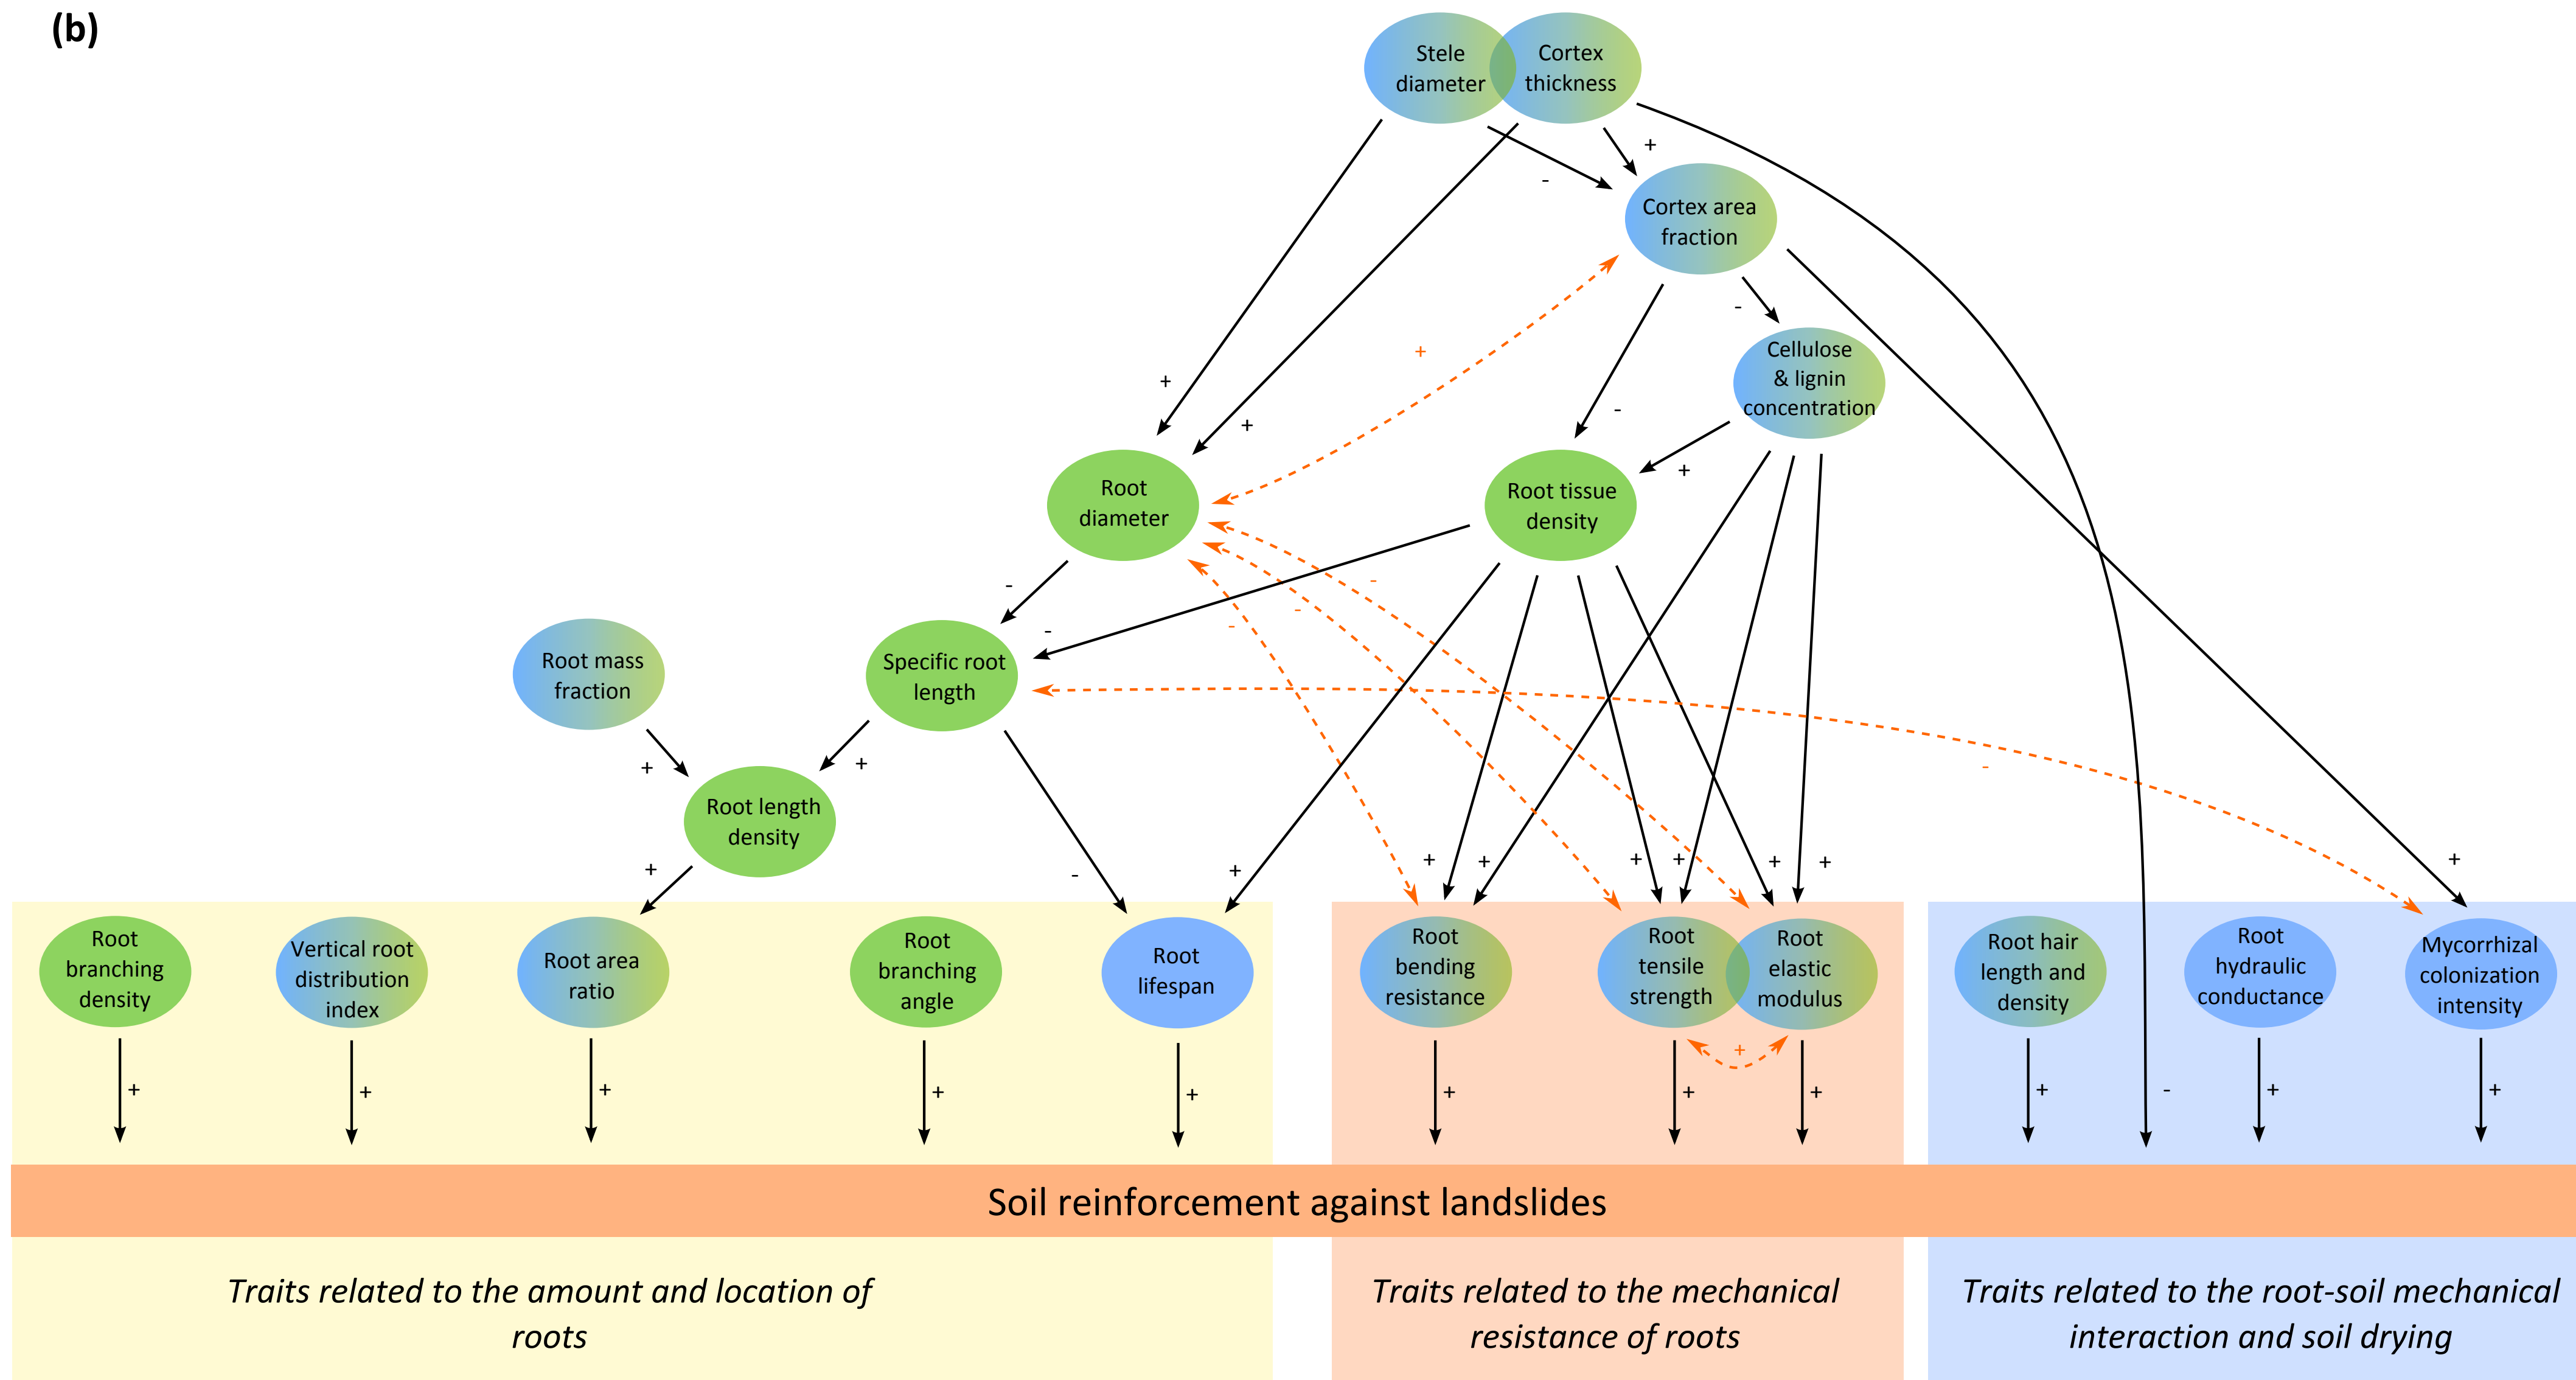 (b)
Stele
diameter
Cortex
thickness
+
-
Cortex area
fraction
-
+
Cellulose
& lignin
concentration
+
-
+
+
Root
diameter
Root tissue
density
-
-
-
-
-
Root mass
fraction
Specific root
length
+
+
-
Root length
density
+
-
+
+
+
+
+
+
+
+
Root
branching
density
Vertical root
distribution
index
Root area
ratio
Root
branching
angle
Root
lifespan
Root
bending
resistance
Root
tensile
strength
Root
elastic
modulus
Root hair
length and
density
Root
hydraulic
conductance
Mycorrhizal
colonization
intensity
+
+
+
+
+
+
+
+
+
+
-
+
+
Soil reinforcement against landslides
Traits related to the amount and location of
roots
Traits related to the mechanical
resistance of roots
Traits related to the root-soil mechanical
interaction and soil drying